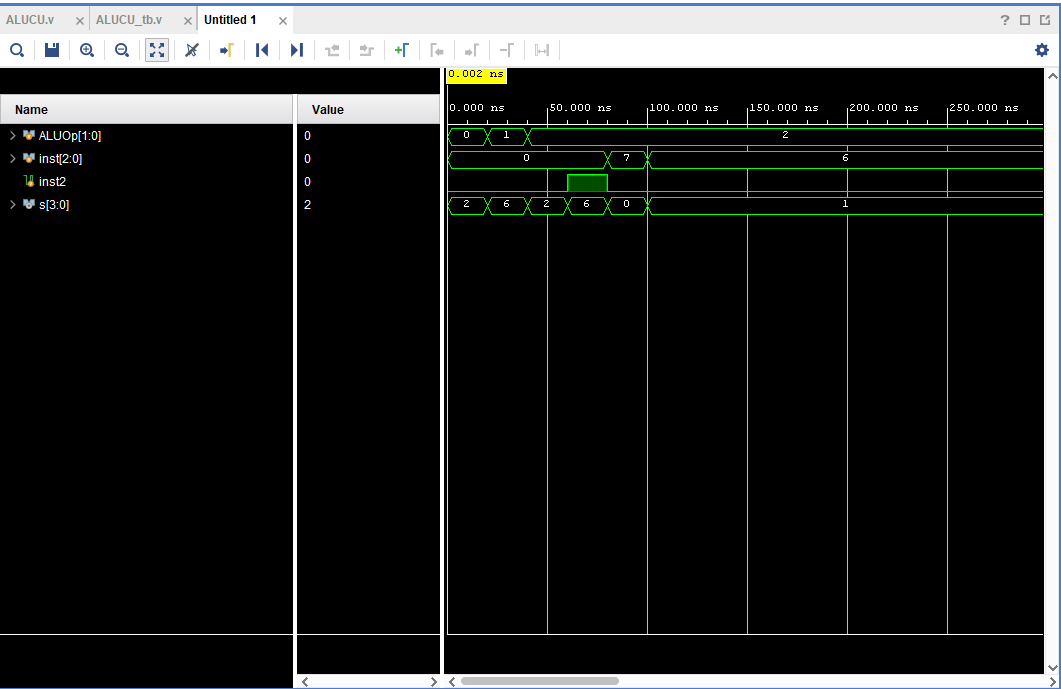 ALUCU.v × ALUCU_tb.v × Untitled 1 × ?
0.002 ns
Name Value
0.000 ns 50.000 ns 100.000 ns 150.000 ns 200.000 ns 250.000 ns
ALUOp[1:0] 0 0 1 2
inst[2:0] 0 0 7 6
inst2 0
s[3:0] 2 2 6 2 6 0 1